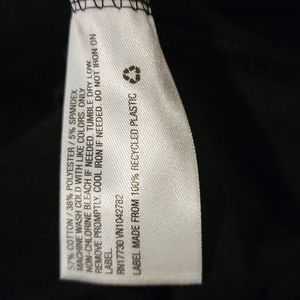 57% COTTON / 38% POLYESTER / 5% SPANDEX
MACHINE WASH COLD WITH LIKE COLORS. ONLY
NON-CHLORINE BLEACH IF NEEDED. TUMBLE DRY LOW.
REMOVE PROMPTLY. COOL IRON IF NEEDED. DO NOT IRON ON
LABEL.
RN17730 VN1042782
LABEL MADE FROM 100% RECYCLED PLASTIC